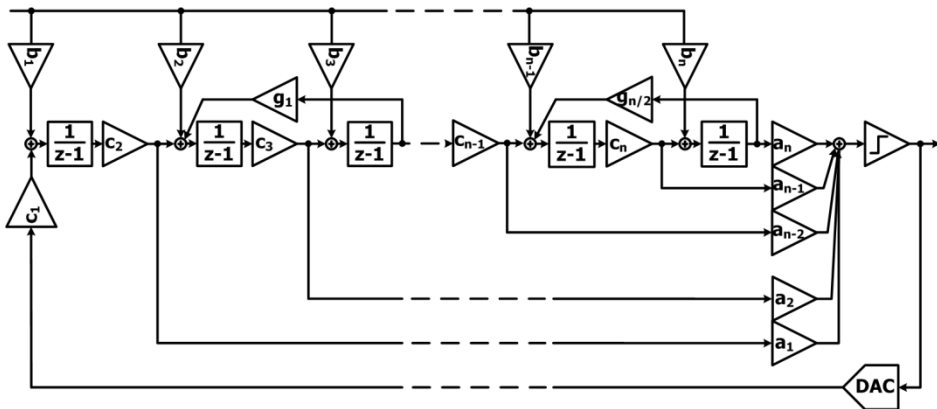 b₁
b₂
b₃
bₙ₋₁
bₙ
g₁
gₙ/₂
1
z-1
c₂
1
z-1
c₃
1
z-1
cₙ₋₁
1
z-1
cₙ
1
z-1
aₙ
aₙ₋₁
c₁
aₙ₋₂
a₂
a₁
DAC